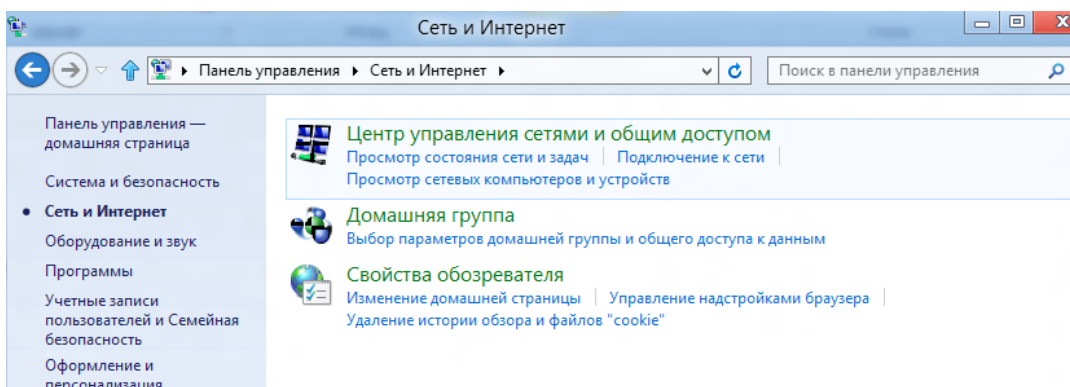 Сеть и Интернет
Панель управления Сеть и Интернет
Поиск в панели управления
Панель управления —
домашняя страница
Система и безопасность
Сеть и Интернет
Оборудование и звук
Программы
Учетные записи
пользователей и Семейная
безопасность
Оформление и
персонализация
Центр управления сетями и общим доступом
Просмотр состояния сети и задач Подключение к сети
Просмотр сетевых компьютеров и устройств
Домашняя группа
Выбор параметров домашней группы и общего доступа к данным
Свойства обозревателя
Изменение домашней страницы Управление надстройками браузера
Удаление истории обзора и файлов "cookie"